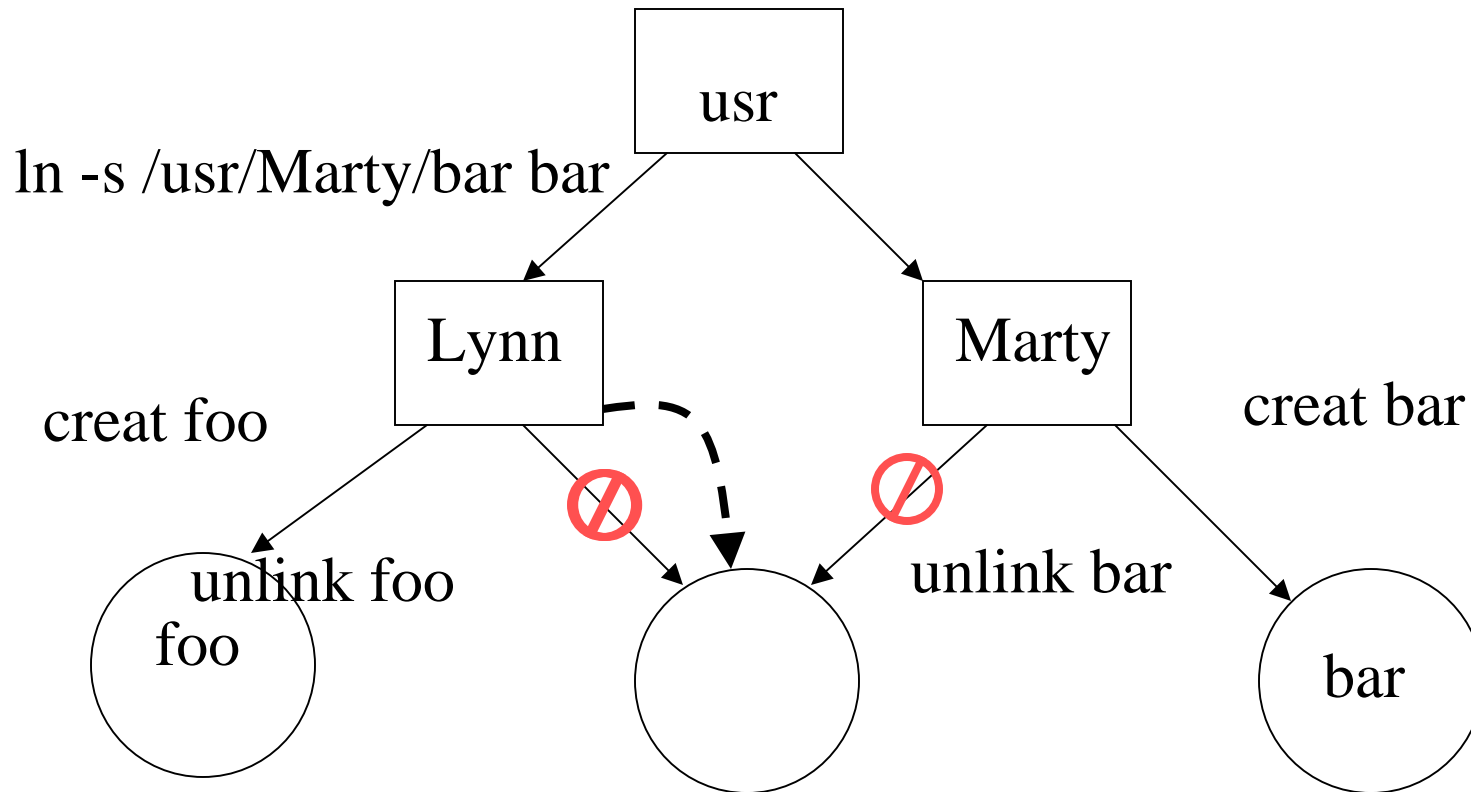 usr
ln -s /usr/Marty/bar bar
Lynn
Marty
creat foo
creat bar
unlink foo
unlink bar
foo
bar